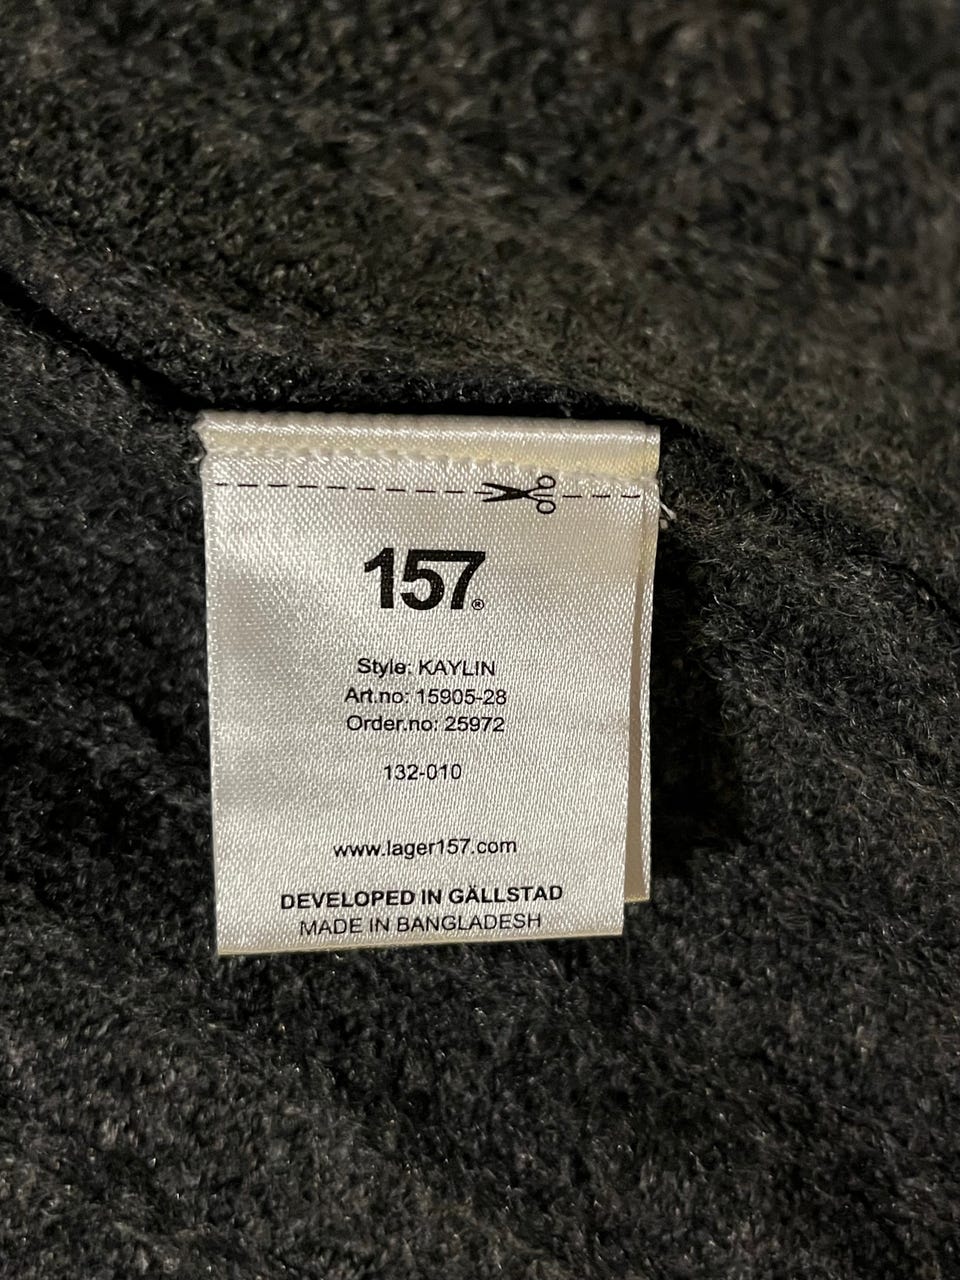 157®
Style: KAYLIN
Art.no: 15905-28
Order.no: 25972
132-010
www.lager157.com
DEVELOPED IN GÄLLSTAD
MADE IN BANGLADESH